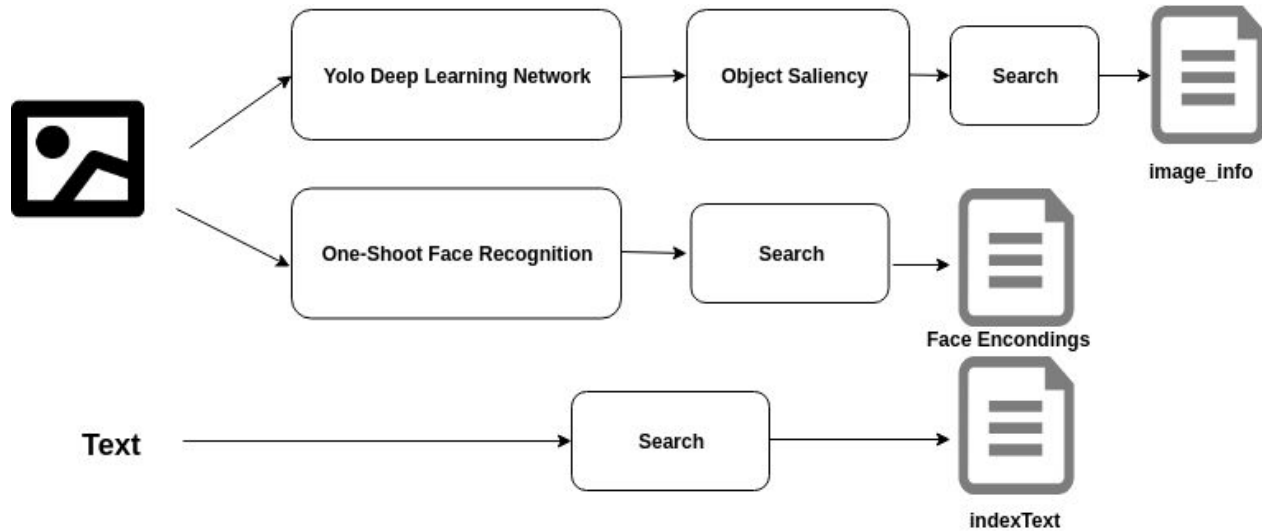 Yolo Deep Learning Network
Object Saliency
Search
image_info
One-Shoot Face Recognition
Search
Face Encondings
Text
Search
indexText